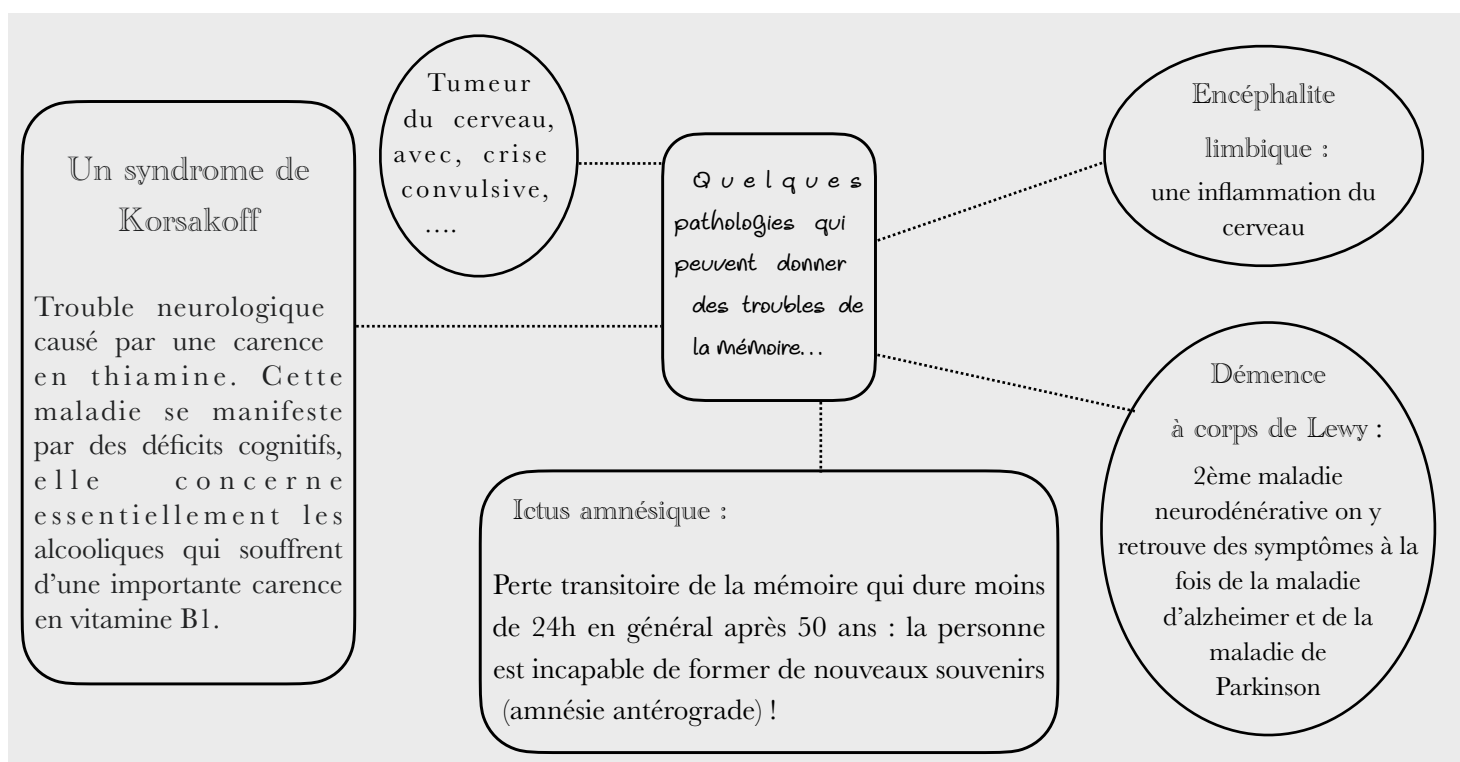 Un syndrome de
Korsakoff
Trouble neurologique
causé par une carence
en thiamine. Cette
maladie se manifeste
par des déficits cognitifs,
elle concerne
essentiellement les
alcooliques qui souffrent
d'une importante carence
en vitamine B1.
Tumeur
du cerveau,
avec, crise
convulsive,
....
Quelques
pathologies qui
peuvent donner
des troubles de
la mémoire...
Encéphalite
limbique :
une inflammation du
cerveau
Ictus amnésique :
Perte transitoire de la mémoire qui dure moins
de 24h en général après 50 ans : la personne
est incapable de former de nouveaux souvenirs
(amnésie antérograde) !
Démence
à corps de Lewy :
2ème maladie
neurodénérative on y
retrouve des symptômes à la
fois de la maladie
d'alzheimer et de la
maladie de
Parkinson